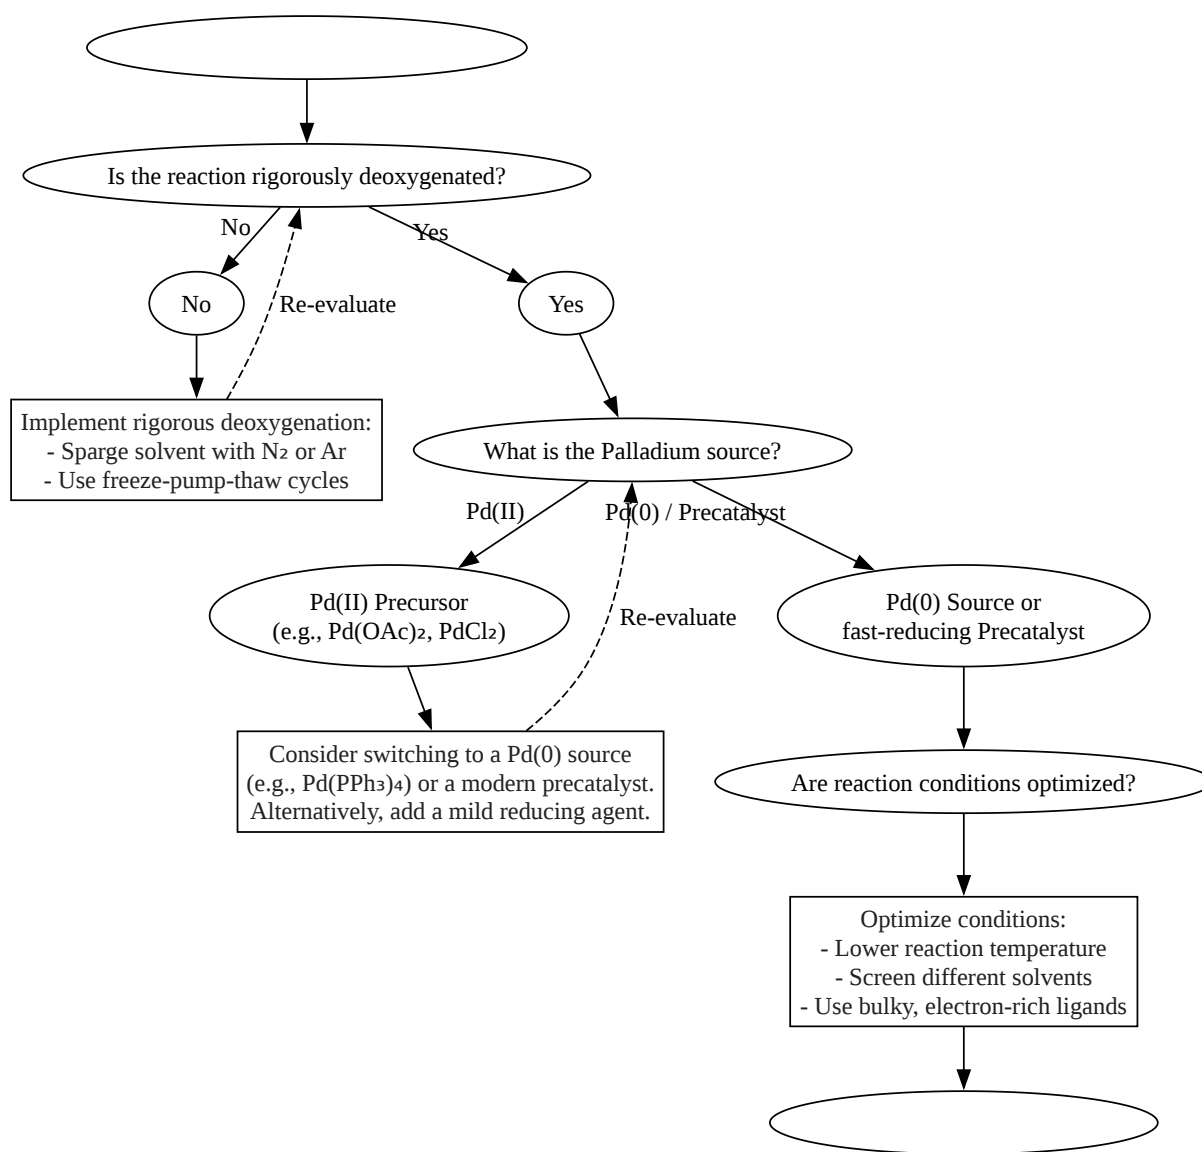 Is the reaction rigorously deoxygenated?
No
Yes
No
Re-evaluate
Yes
Implement rigorous deoxygenation:
- Sparge solvent with N₂ or Ar
- Use freeze-pump-thaw cycles
What is the Palladium source?
Pd(II)
Pd(0) / Precatalyst
Pd(II) Precursor
(e.g., Pd(OAc)₂, PdCl₂)
Re-evaluate
Pd(0) Source or
fast-reducing Precatalyst
Consider switching to a Pd(0) source
(e.g., Pd(PPh₃)₄) or a modern precatalyst.
Alternatively, add a mild reducing agent.
Are reaction conditions optimized?
Optimize conditions:
- Lower reaction temperature
- Screen different solvents
- Use bulky, electron-rich ligands